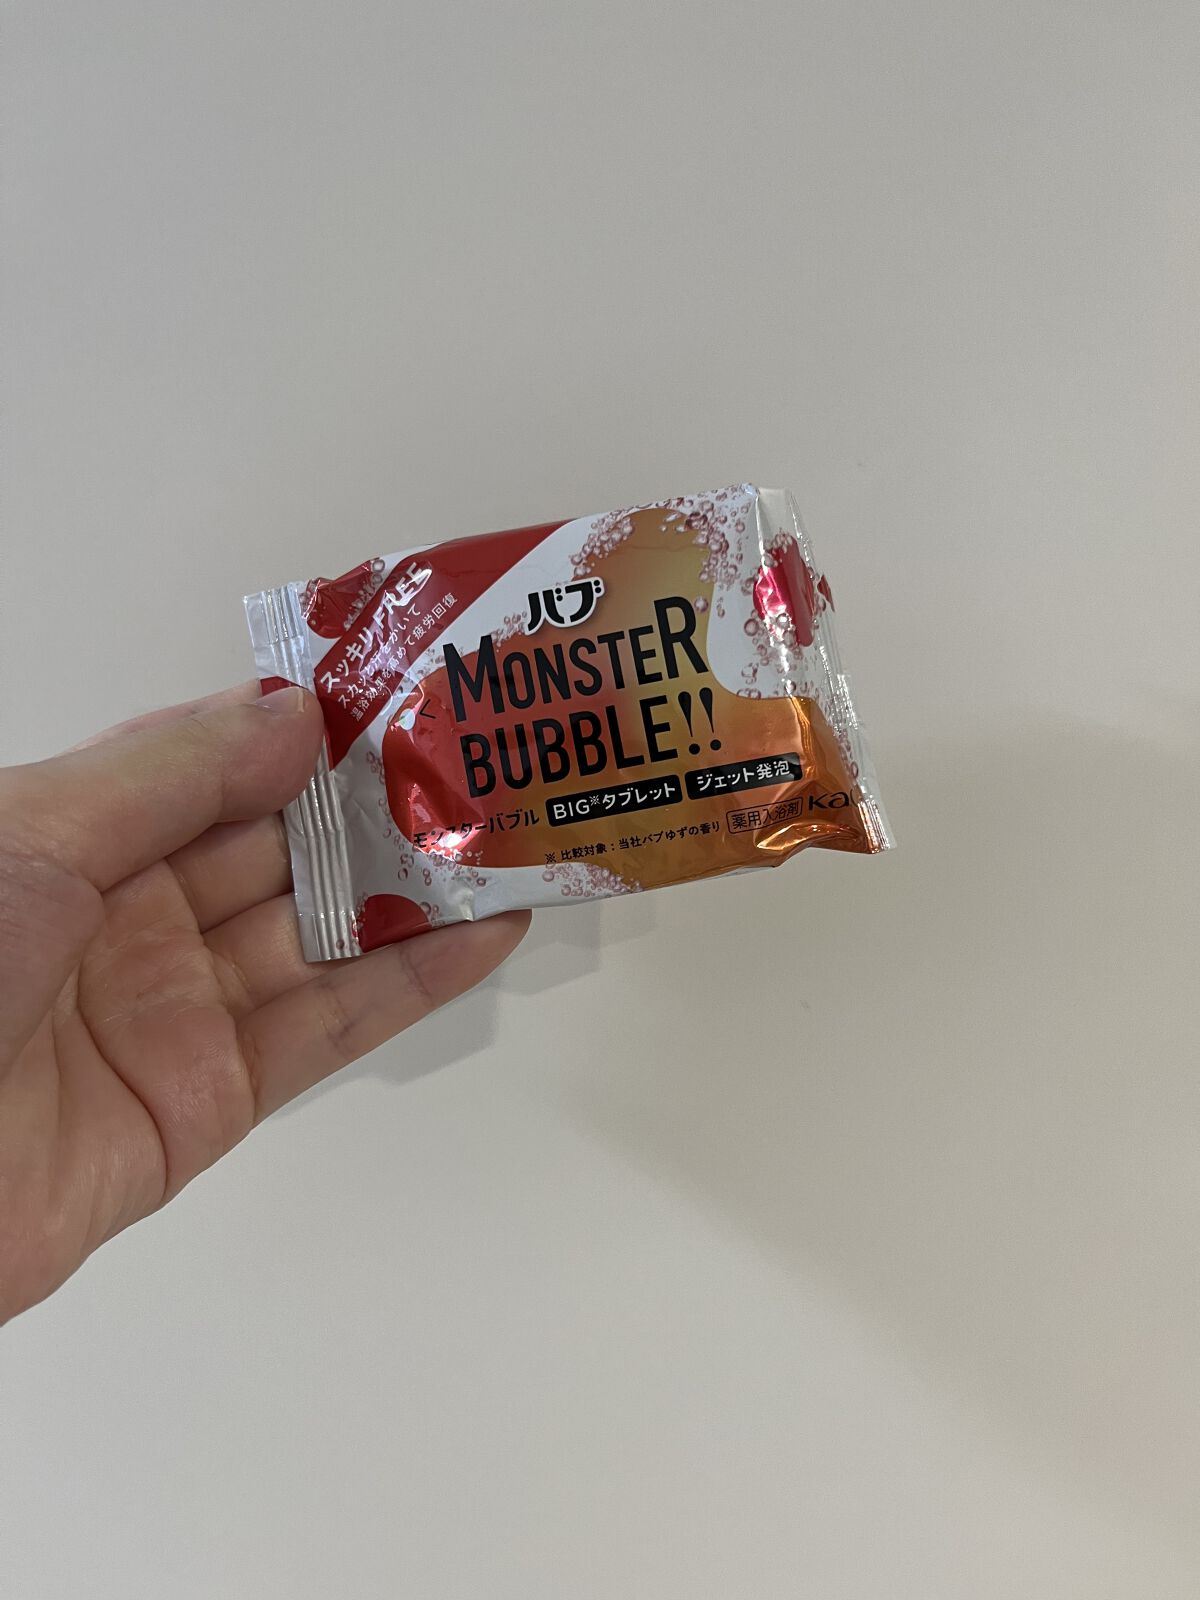 スッキリFREE
スカッと汗をかいて
温浴効果を高めて疲労回復
バブ
MONSTER
BUBBLE!!
モンスターバブル BIG※タブレット ジェット発泡
※ 比較対象：当社バブゆずの香り 薬用入浴剤 Kao